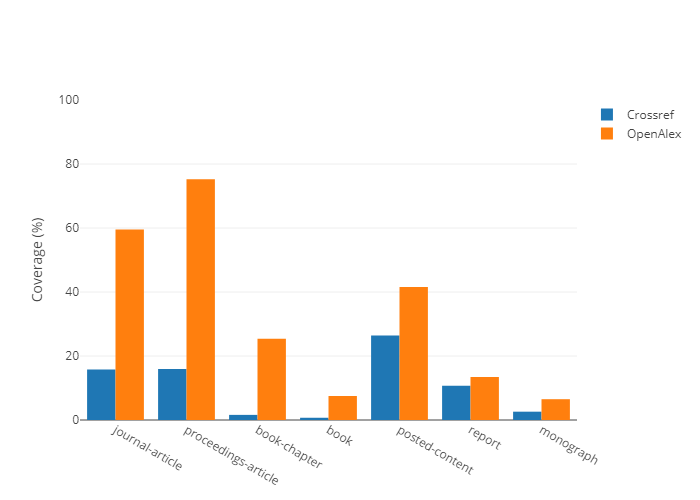 100
80
60
40
20
0
Coverage (%)
journal-article
proceedings-article
book-chapter
book
posted-content
report
monograph
Crossref
OpenAlex